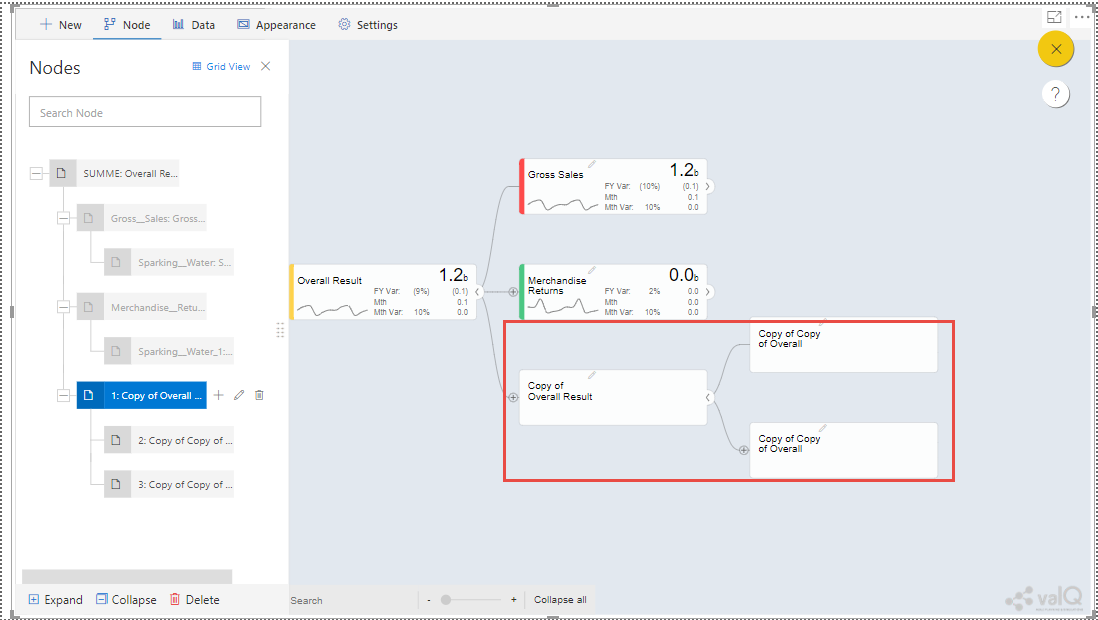 New
Node
Data
Appearance
Settings
Nodes
Grid View
Search Node
SUMME: Overall Re...
Gross__Sales: Gross...
Sparking__Water: S...
Merchandise__Retu...
Sparking__Water_1:...
1: Copy of Overall ...
2: Copy of Copy of ...
3: Copy of Copy of ...
Expand
Collapse
Delete
?
Gross Sales
1.2b
FY Var: (10%) (0.1)
Mth 0.1
Mth Var: 10% 0.0
Overall Result
1.2b
FY Var: (9%) (0.1)
Mth 0.1
Mth Var: 10% 0.0
Merchandise
Returns
0.0b
FY Var: 2% 0.0
Mth 0.0
Mth Var: 10% 0.0
Copy of
Overall Result
Copy of Copy
of Overall
Copy of Copy
of Overall
Search
- +
Collapse all
valQ